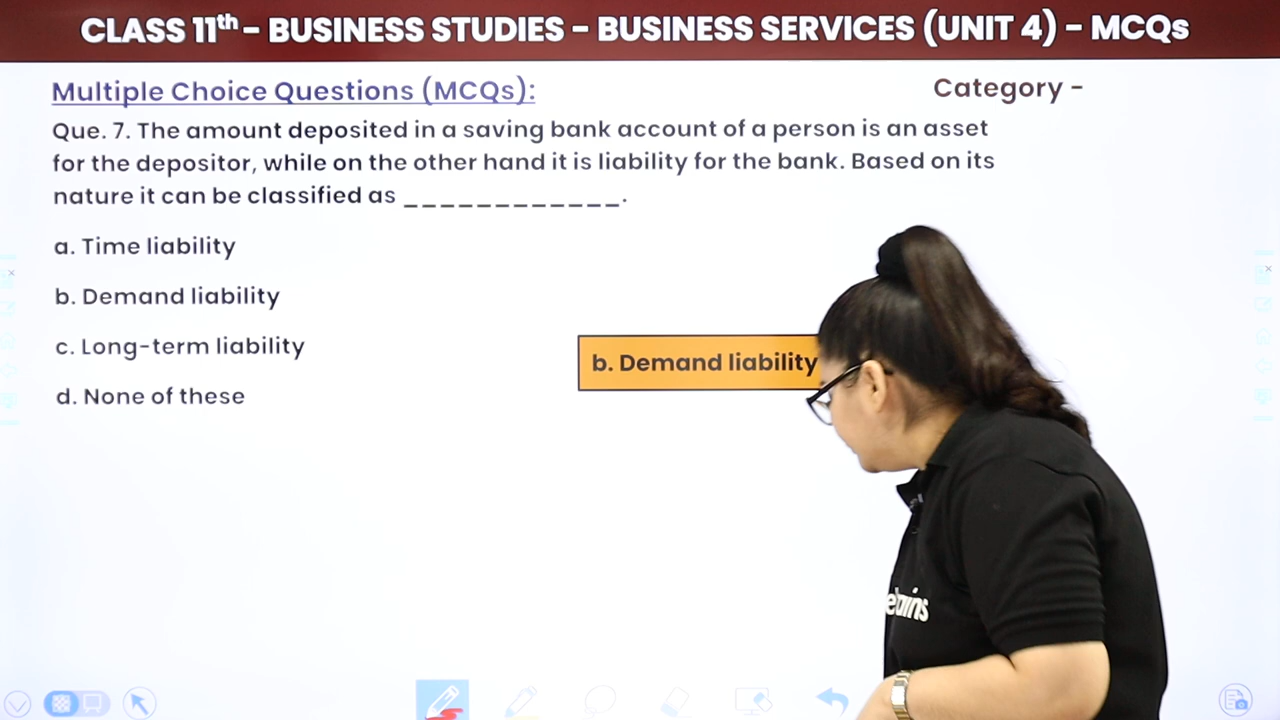 CLASS 11th - BUSINESS STUDIES - BUSINESS SERVICES (UNIT 4) - MCQs
Multiple Choice Questions (MCQs):
Category -
Que. 7. The amount deposited in a saving bank account of a person is an asset
for the depositor, while on the other hand it is liability for the bank. Based on its
nature it can be classified as _____________.
a. Time liability
b. Demand liability
c. Long-term liability
d. None of these
b. Demand liability